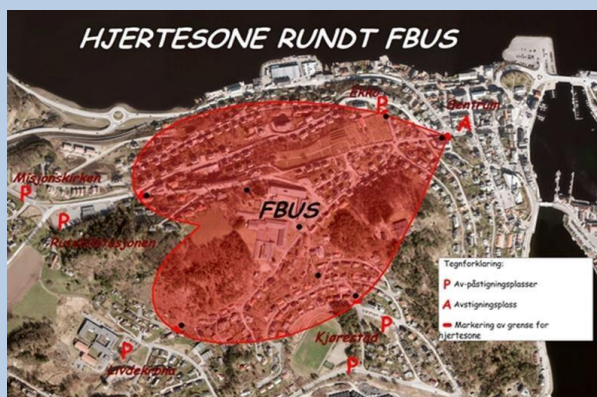 HJERTESONE RUNDT FBUS
P
Sentrum
A
Misjonskirken
P
P
FBUS
Tegnforklaring:
P Av-påstigningsplasser
A Avstigningsplass
Markering av grense for
hjertesone
Kjørestad
P
P
P